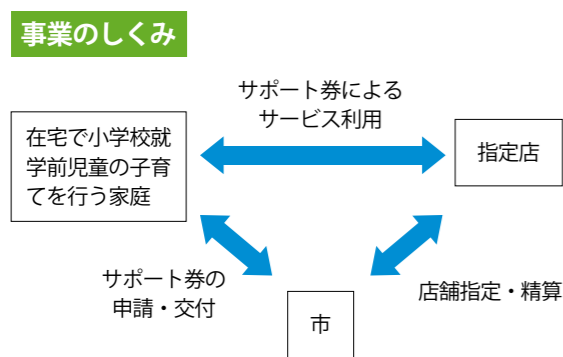 事業のしくみ
サポート券による
サービス利用
在宅で小学校就
学前児童の子育
てを行う家庭
指定店
サポート券の
申請・交付
店舗指定・精算
市